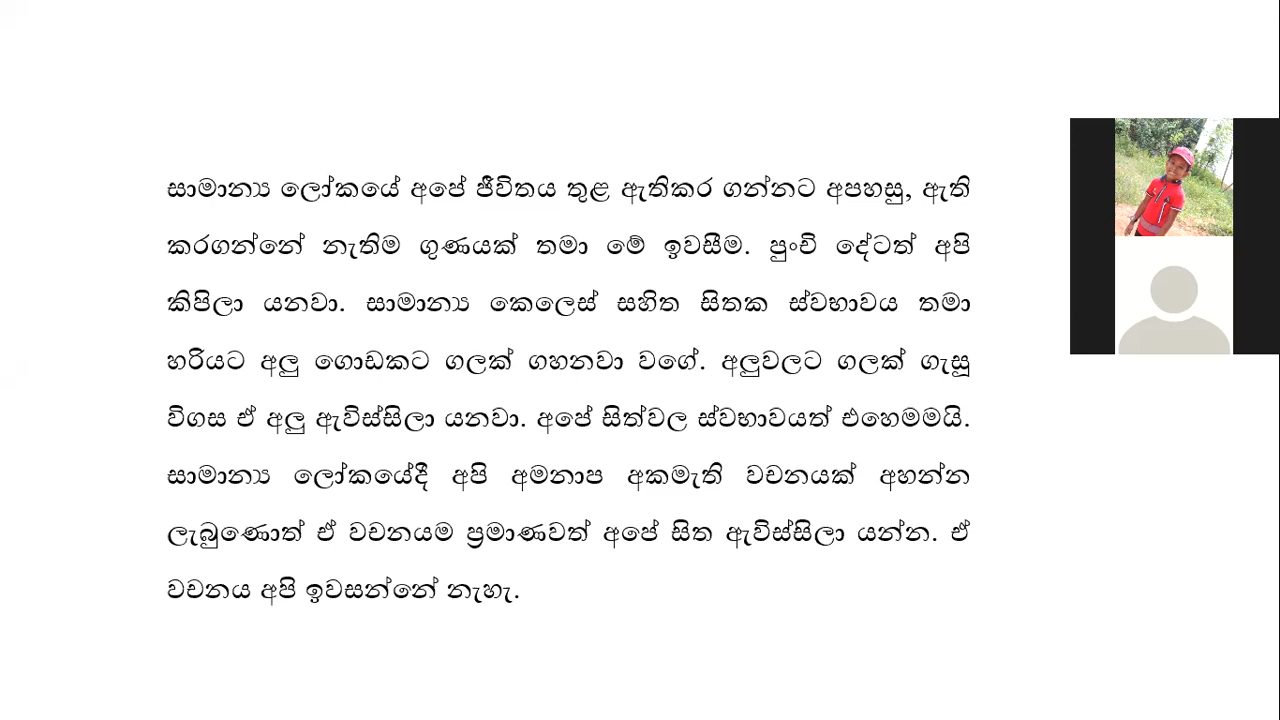 සාමාන්‍ය ලෝකයේ අපේ ජීවිතය තුළ ඇතිකර ගන්නට අපහසු, ඇති
කරගන්නේ නැතිම ගුණයක් තමා මේ ඉවසීම. පුංචි දේටත් අපි
කිපිලා යනවා. සාමාන්‍ය කෙලෙස් සහිත සිතක ස්වභාවය තමා
හරියට අලු ගොඩකට ගලක් ගහනවා වගේ. අලුවලට ගලක් ගැසූ
විගස ඒ අලු ඇවිස්සිලා යනවා. අපේ සිත්වල ස්වභාවයත් එහෙමමයි.
සාමාන්‍ය ලෝකයේදී අපි අමනාප අකමැති වචනයක් අහන්න
ලැබුණොත් ඒ වචනයම ප්‍රමාණවත් අපේ සිත ඇවිස්සිලා යන්න. ඒ
වචනය අපි ඉවසන්නේ නැහැ.